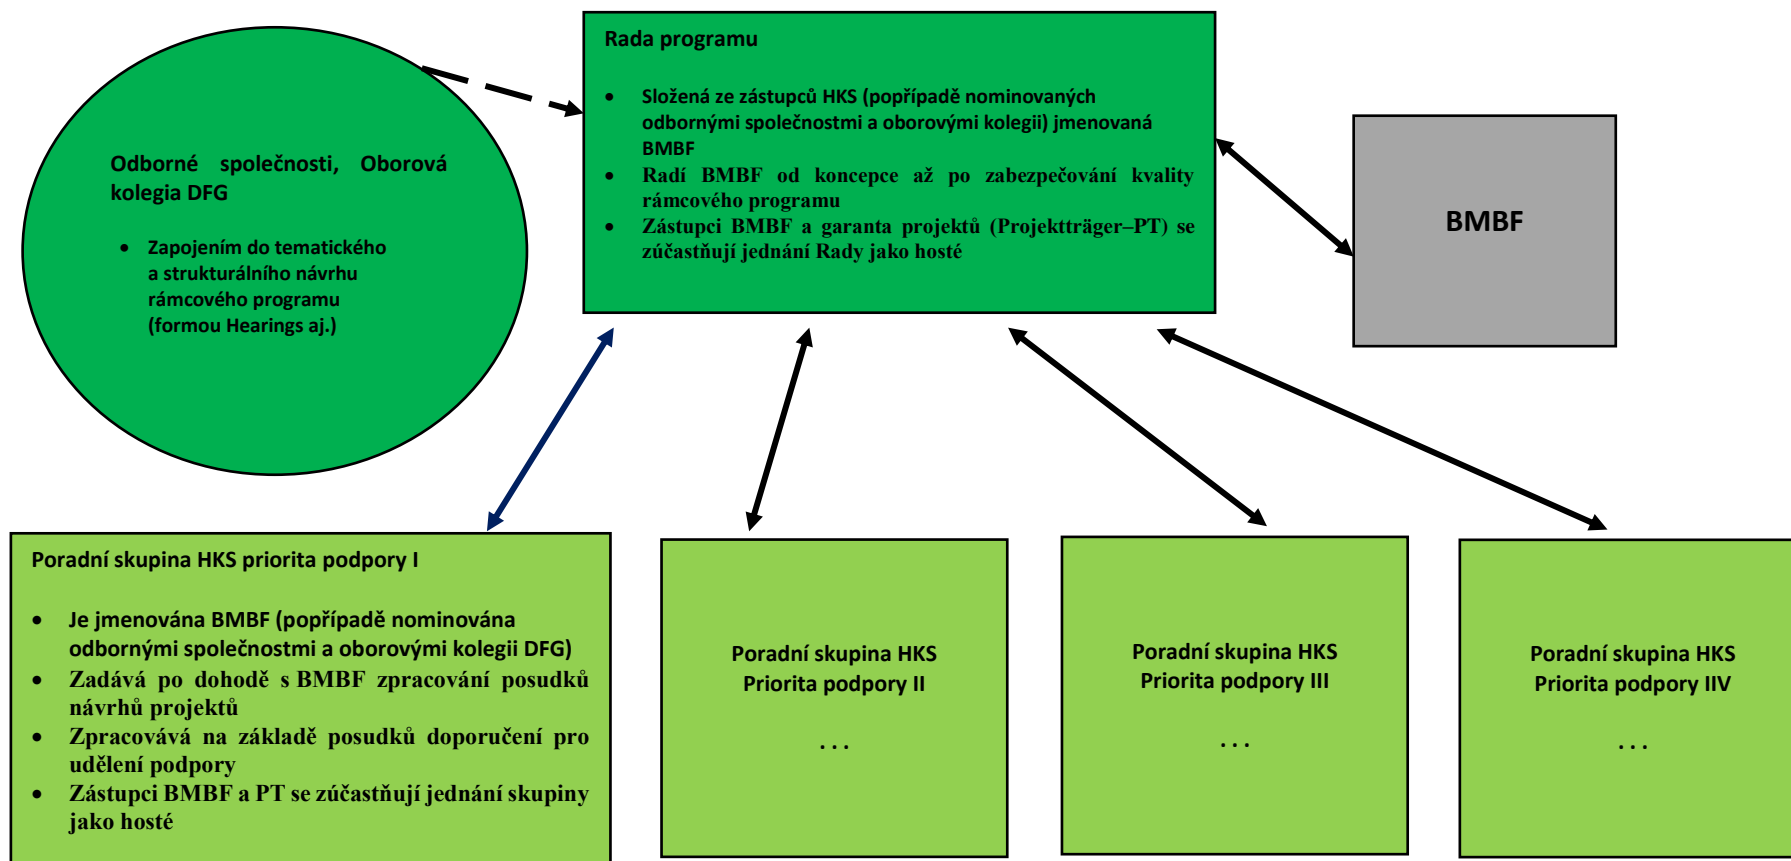 Odborné společnosti, Oborová
kolegia DFG
• Zapojením do tematického
a strukturálního návrhu
rámcového programu
(formou Hearings aj.)
Rada programu
• Složená ze zástupců HKS (popřípadě nominovaných
odbornými společnostmi a oborovými kolegii) jmenovaná
BMBF
• Radí BMBF od koncepce až po zabezpečování kvality
rámcového programu
• Zástupci BMBF a garanta projektů (Projektträger–PT) se
zúčastňují jednání Rady jako hosté
BMBF
Poradní skupina HKS priorita podpory I
• Je jmenována BMBF (popřípadě nominována
odbornými společnostmi a oborovými kolegii DFG)
• Zadává po dohodě s BMBF zpracování posudků
návrhů projektů
• Zpracovává na základě posudků doporučení pro
udělení podpory
• Zástupci BMBF a PT se zúčastňují jednání skupiny
jako hosté
Poradní skupina HKS
Priorita podpory II
. . .
Poradní skupina HKS
Priorita podpory III
. . .
Poradní skupina HKS
Priorita podpory IIV
. . .